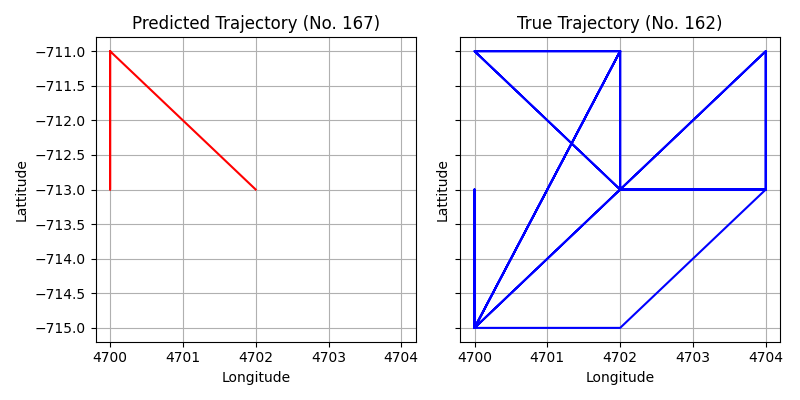 Predicted Trajectory (No. 167)
True Trajectory (No. 162)
−711.0
−711.5
−712.0
−712.5
−713.0
−713.5
−714.0
−714.5
−715.0
Lattitude
Lattitude
4700 4701 4702 4703 4704
4700 4701 4702 4703 4704
Longitude
Longitude